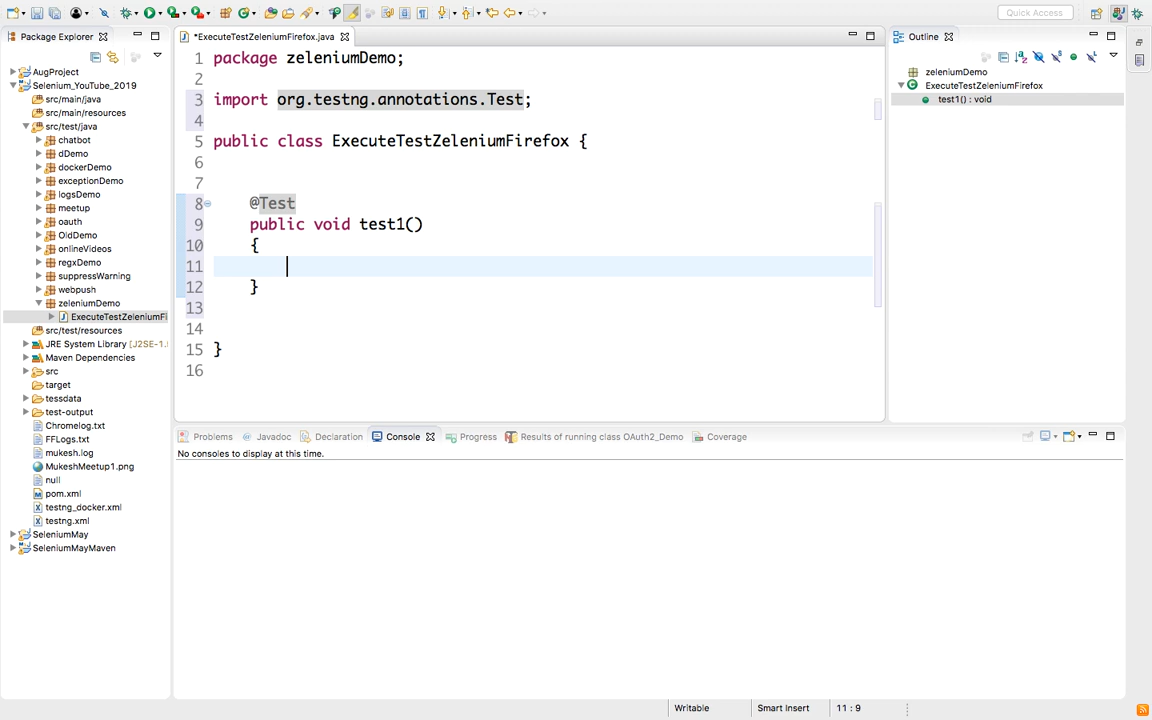 Quick Access
Package Explorer
AugProject
Selenium_YouTube_2019
src/main/java
src/main/resources
src/test/java
chatbot
dDemo
dockerDemo
exceptionDemo
logsDemo
meetup
oauth
OldDemo
onlineVideos
regxDemo
suppressWarning
webpush
zeleniumDemo
ExecuteTestZeleniumFi
src/test/resources
JRE System Library [J2SE-1.
Maven Dependencies
src
target
tessdata
test-output
Chromelog.txt
FFLogs.txt
mukesh.log
MukeshMeetup1.png
null
pom.xml
testng_docker.xml
testng.xml
SeleniumMay
SeleniumMayMaven
*ExecuteTestZeleniumFirefox.java
1 package zeleniumDemo;
2
3 import org.testng.annotations.Test;
4
5 public class ExecuteTestZeleniumFirefox {
6
7
8 @Test
9 public void test1()
10 {
11
12 }
13
14
15 }
16
Outline
zeleniumDemo
ExecuteTestZeleniumFirefox
test1() : void
Problems Javadoc Declaration Console Progress Results of running class OAuth2_Demo Coverage
No consoles to display at this time.
Writable Smart Insert 11 : 9